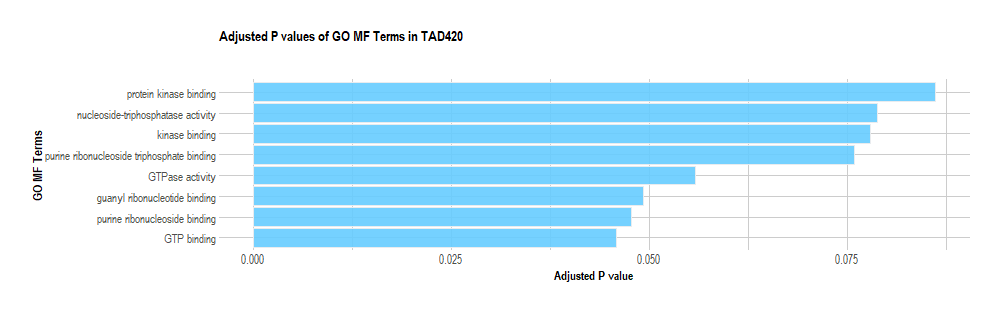 Adjusted P values of GO MF Terms in TAD420
GO MF Terms
protein kinase binding
nucleoside-triphosphatase activity
kinase binding
purine ribonucleoside triphosphate binding
GTPase activity
guanyl ribonucleotide binding
purine ribonucleoside binding
GTP binding
0.000 0.025 0.050 0.075
Adjusted P value